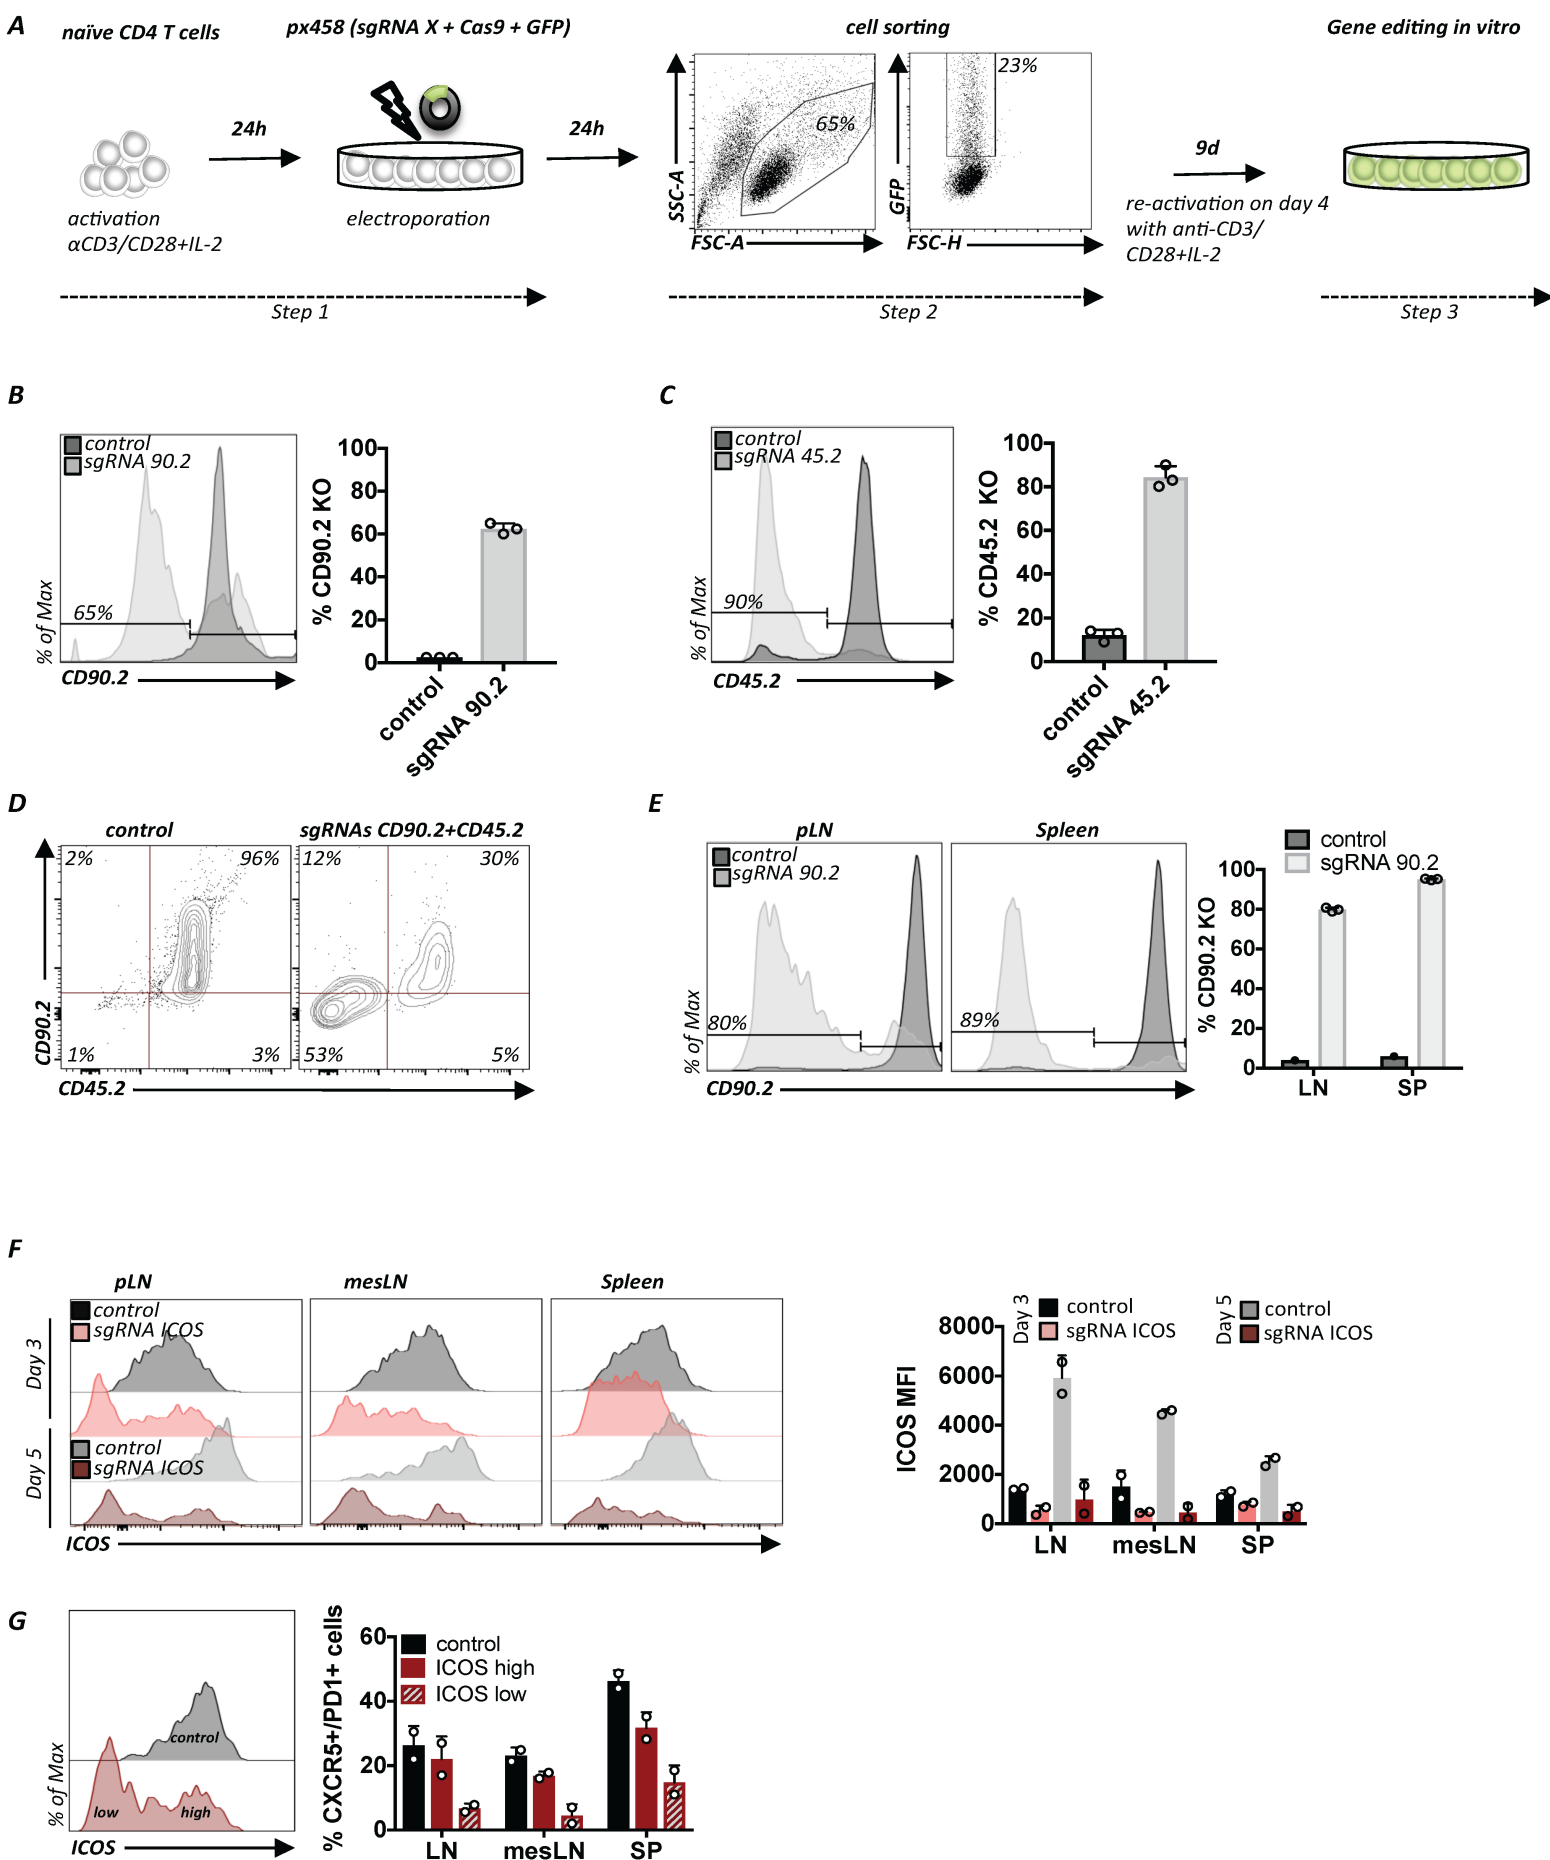 A
naïve CD4 T cells
px458 (sgRNA X + Cas9 + GFP)
cell sorting
Gene editing in vitro
24h
24h
65%
23%
9d
SSC-A
GFP
FSC-A
FSC-H
activation
αCD3/CD28+IL-2
electroporation
re-activation on day 4
with anti-CD3/
CD28+IL-2
Step 1
Step 2
Step 3
B
control
sgRNA 90.2
65%
% of Max
CD90.2
% CD90.2 KO
100
80
60
40
20
0
control
sgRNA 90.2
C
control
sgRNA 45.2
90%
% of Max
CD45.2
% CD45.2 KO
100
80
60
40
20
0
control
sgRNA 45.2
D
control
sgRNAs CD90.2+CD45.2
2%
96%
12%
30%
1%
3%
53%
5%
CD90.2
CD45.2
E
pLN
Spleen
control
sgRNA 90.2
80%
89%
% of Max
CD90.2
control
sgRNA 90.2
% CD90.2 KO
100
80
60
40
20
0
LN
SP
F
pLN
mesLN
Spleen
Day 3
control
sgRNA ICOS
Day 5
control
sgRNA ICOS
ICOS
Day 3
control
sgRNA ICOS
Day 5
control
sgRNA ICOS
ICOS MFI
8000
6000
4000
2000
0
LN
mesLN
SP
G
control
low
high
% of Max
ICOS
% CXCR5+/PD1+ cells
60
40
20
0
control
ICOS high
ICOS low
LN
mesLN
SP